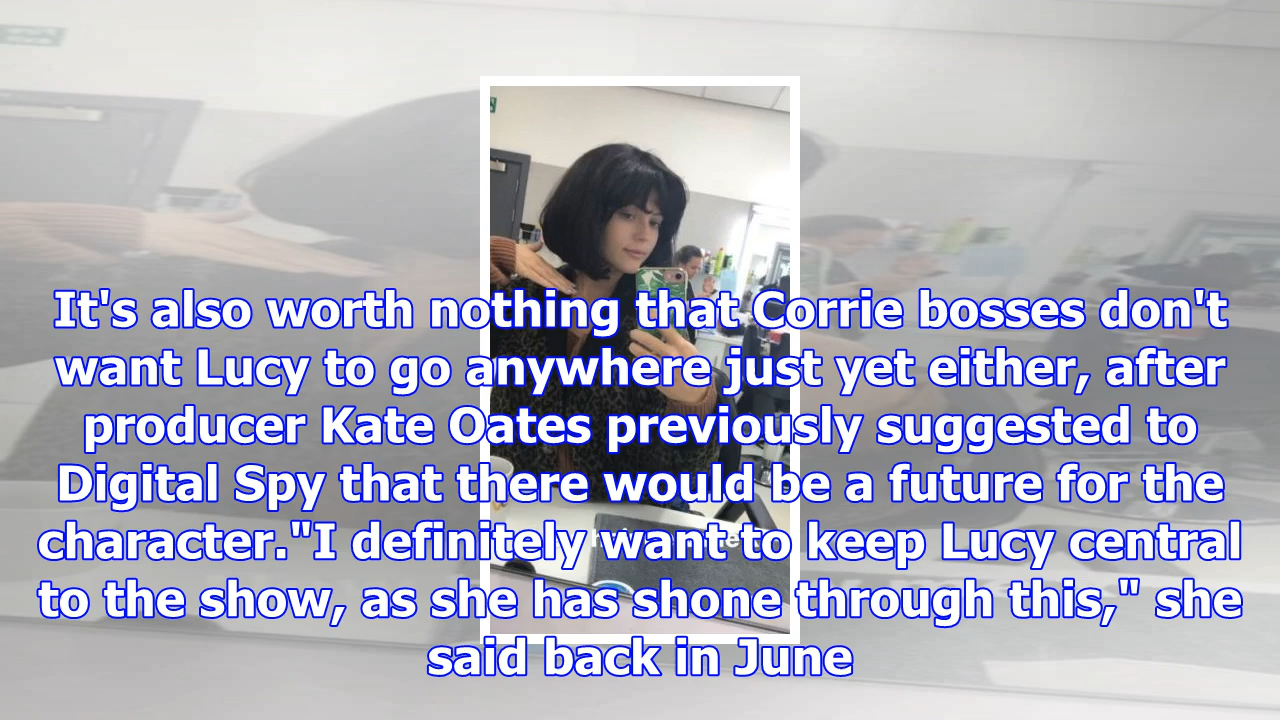 It's also worth nothing that Corrie bosses don't
want Lucy to go anywhere just yet either, after
producer Kate Oates previously suggested to
Digital Spy that there would be a future for the
character."I definitely want to keep Lucy central
to the show, as she has shone through this," she
said back in June